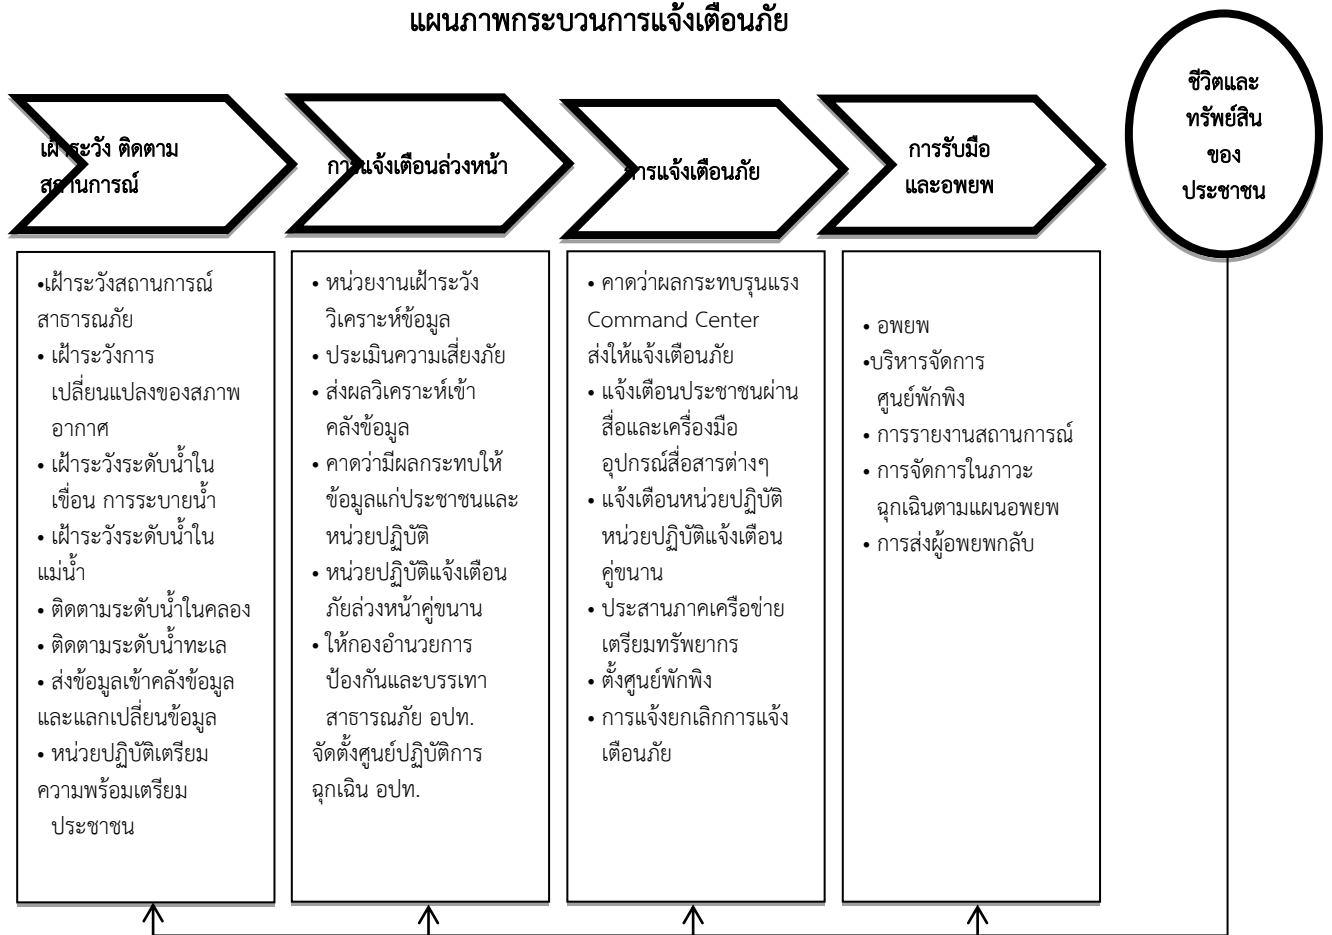 แผนภาพกระบวนการแจ้งเตือนภัย
เฝ้าระวัง ติดตาม
สถานการณ์
การแจ้งเตือนล่วงหน้า
การแจ้งเตือนภัย
การรับมือ
และอพยพ
ชีวิตและ
ทรัพย์สิน
ของ
ประชาชน
•เฝ้าระวังสถานการณ์
สาธารณภัย
• เฝ้าระวังการ
เปลี่ยนแปลงของสภาพ
อากาศ
• เฝ้าระวังระดับน้ำใน
เขื่อน การระบายน้ำ
• เฝ้าระวังระดับน้ำใน
แม่น้ำ
• ติดตามระดับน้ำในคลอง
• ติดตามระดับน้ำทะเล
• ส่งข้อมูลเข้าคลังข้อมูล
และแลกเปลี่ยนข้อมูล
• หน่วยปฏิบัติเตรียม
ความพร้อมเตรียม
ประชาชน
• หน่วยงานเฝ้าระวัง
วิเคราะห์ข้อมูล
• ประเมินความเสี่ยงภัย
• ส่งผลวิเคราะห์เข้า
คลังข้อมูล
• คาดว่ามีผลกระทบให้
ข้อมูลแก่ประชาชนและ
หน่วยปฏิบัติ
• หน่วยปฏิบัติแจ้งเตือน
ภัยล่วงหน้าคู่ขนาน
• ให้กองอำนวยการ
ป้องกันและบรรเทา
สาธารณภัย อปท.
จัดตั้งศูนย์ปฏิบัติการ
ฉุกเฉิน อปท.
• คาดว่าผลกระทบรุนแรง
Command Center
ส่งให้แจ้งเตือนภัย
• แจ้งเตือนประชาชนผ่าน
สื่อและเครื่องมือ
อุปกรณ์สื่อสารต่างๆ
• แจ้งเตือนหน่วยปฏิบัติ
หน่วยปฏิบัติแจ้งเตือน
คู่ขนาน
• ประสานภาคเครือข่าย
เตรียมทรัพยากร
• ตั้งศูนย์พักพิง
• การแจ้งยกเลิกการแจ้ง
เตือนภัย
• อพยพ
•บริหารจัดการ
ศูนย์พักพิง
• การรายงานสถานการณ์
• การจัดการในภาวะ
ฉุกเฉินตามแผนอพยพ
• การส่งผู้อพยพกลับ